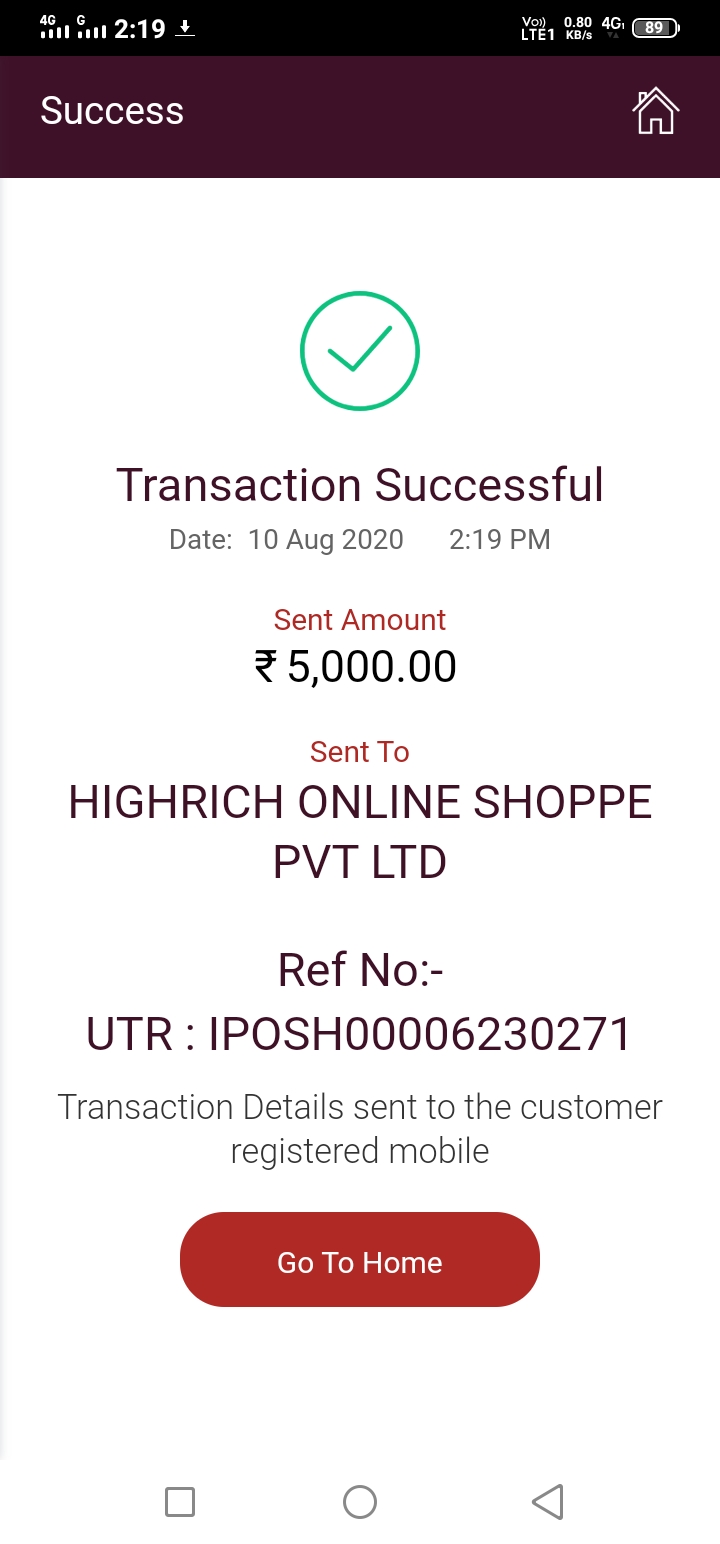 4G G 2:19 Vo)) LTE1 0.80 KB/s 4G 89
Success
Transaction Successful
Date: 10 Aug 2020 2:19 PM
Sent Amount
₹ 5,000.00
Sent To
HIGHRICH ONLINE SHOPPE
PVT LTD
Ref No:-
UTR : IPOSH00006230271
Transaction Details sent to the customer
registered mobile
Go To Home